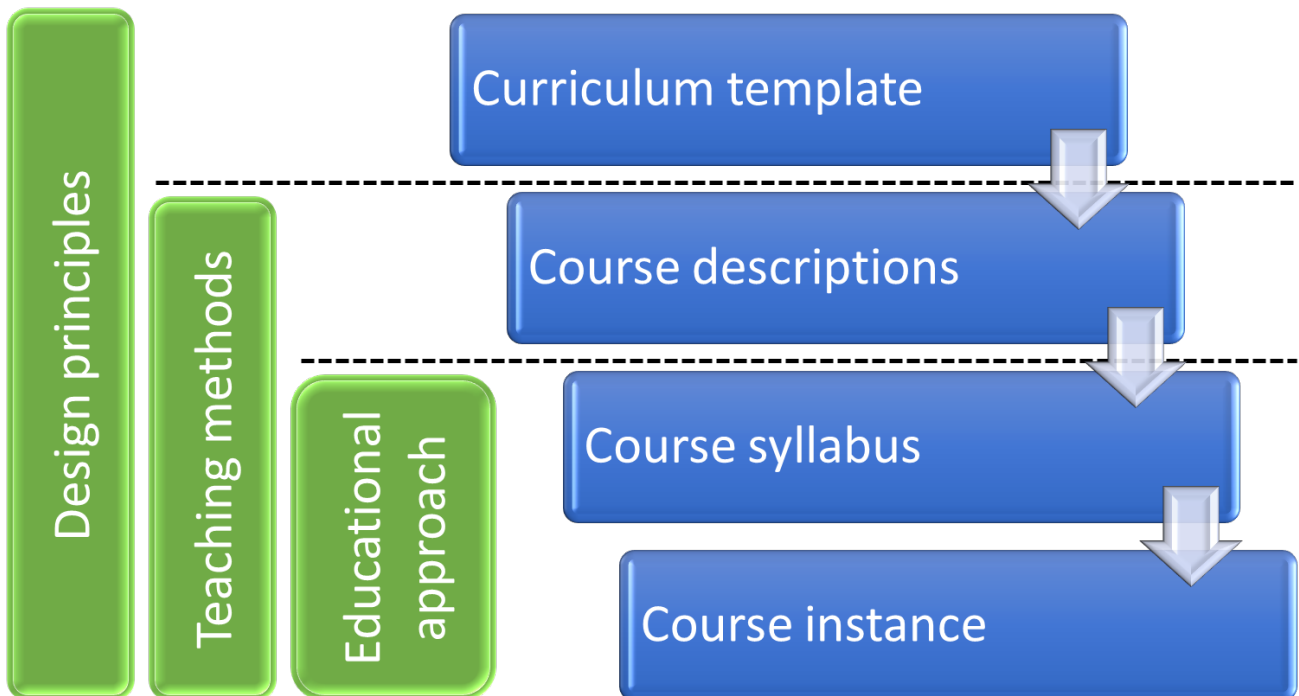 Design principles
Teaching methods
Educational
approach
Curriculum template
Course descriptions
Course syllabus
Course instance